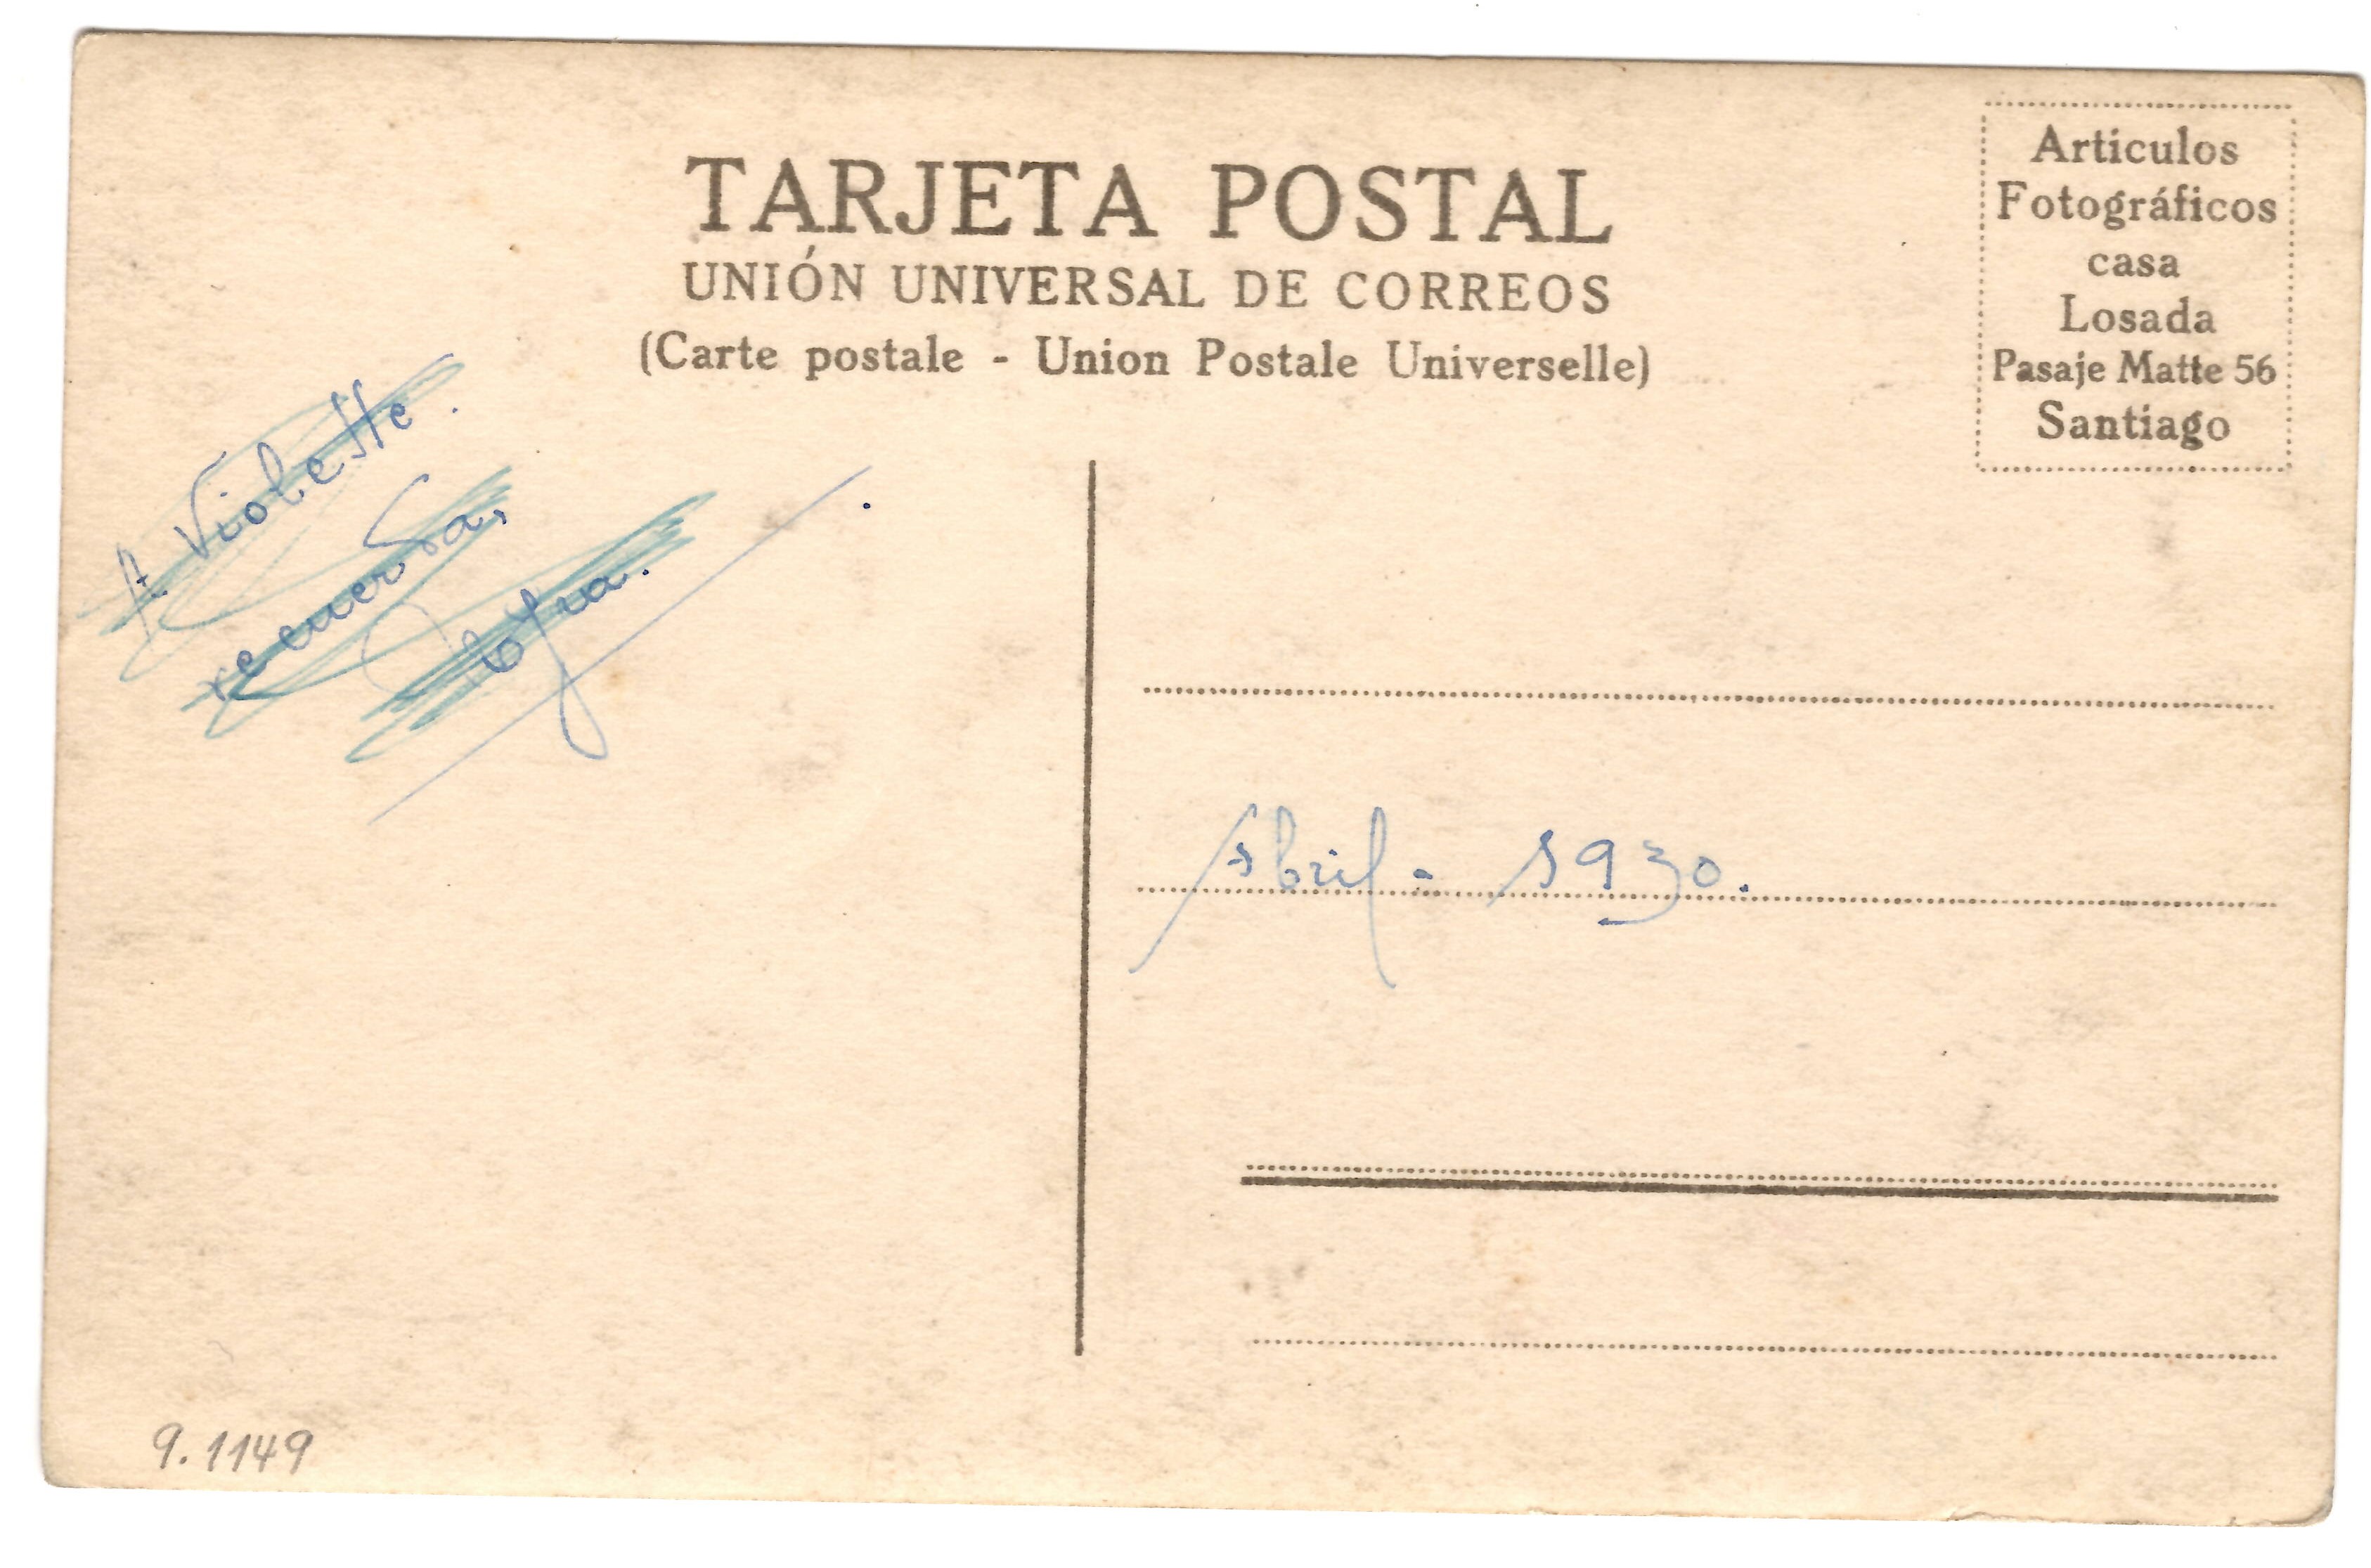 TARJETA POSTAL
UNIÓN UNIVERSAL DE CORREOS
(Carte postale - Union Postale Universelle)
Articulos
Fotográficos
casa
Losada
Pasaje Matte 56
Santiago
A Violette.
Abril - 1930.
9.1149